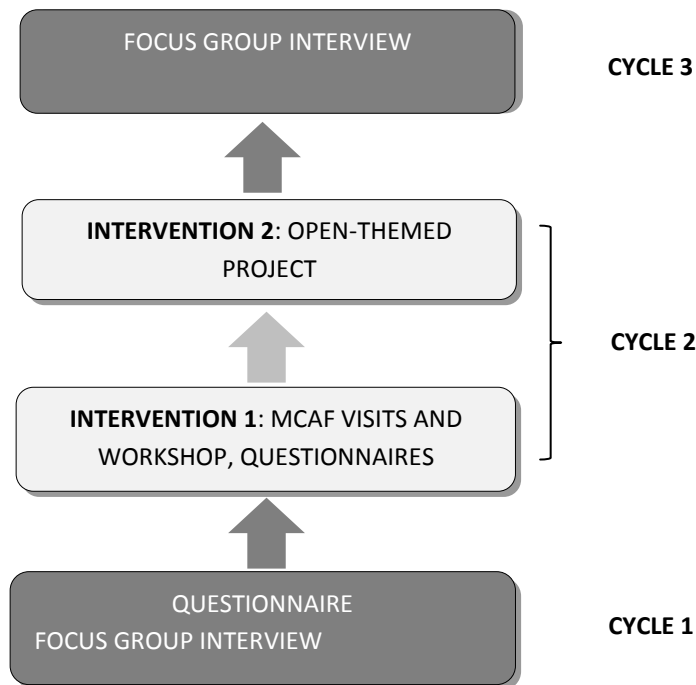 FOCUS GROUP INTERVIEW
CYCLE 3
INTERVENTION 2: OPEN-THEMED
PROJECT
CYCLE 2
INTERVENTION 1: MCAF VISITS AND
WORKSHOP, QUESTIONNAIRES
QUESTIONNAIRE
FOCUS GROUP INTERVIEW
CYCLE 1